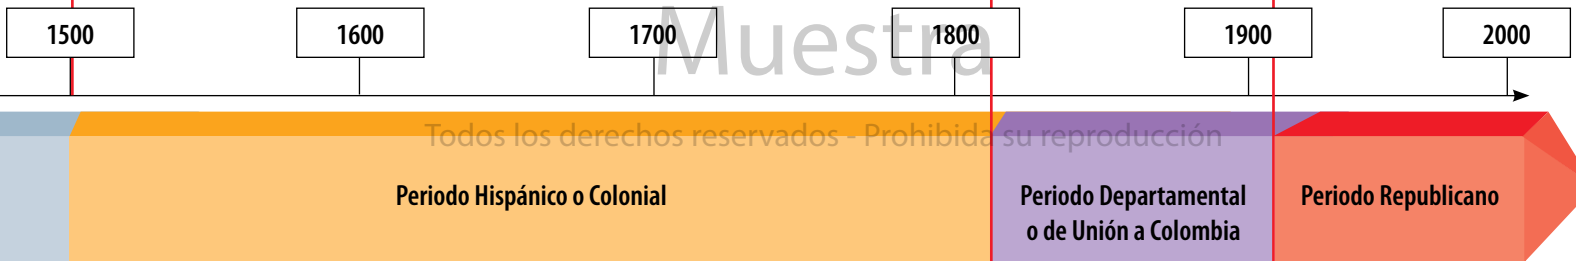 1500
1600
1700
1800
1900
2000
Muestra
Todos los derechos reservados - Prohibida su reproducción
Periodo Hispánico o Colonial
Periodo Departamental
o de Unión a Colombia
Periodo Republicano